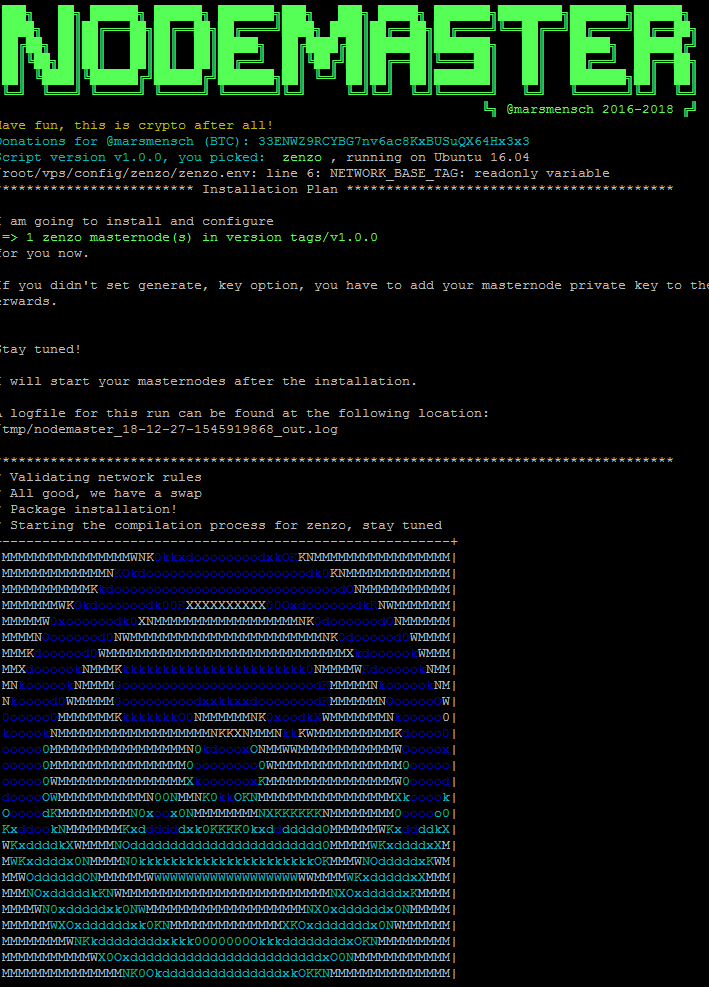 NODEMASTER
@marsmensch 2016-2018
Have fun, this is crypto after all!
Donations for @marsmensch (BTC): 33ENWZ9RCYBG7nv6ac8KxBUSuQX64Hx3x3
Script version v1.0.0, you picked: zenzo , running on Ubuntu 16.04
/root/vps/config/zenzo/zenzo.env: line 6: NETWORK_BASE_TAG: readonly variable
************************ Installation Plan ****************************************
I am going to install and configure
=> 1 zenzo masternode(s) in version tags/v1.0.0
for you now.
If you didn't set generate, key option, you have to add your masternode private key to the
erwards.
Stay tuned!
I will start your masternodes after the installation.
A logfile for this run can be found at the following location:
/tmp/nodemaster_18-12-27-1545919868_out.log
***********************************************************************************
* Validating network rules
* All good, we have a swap
* Package installation!
* Starting the compilation process for zenzo, stay tuned